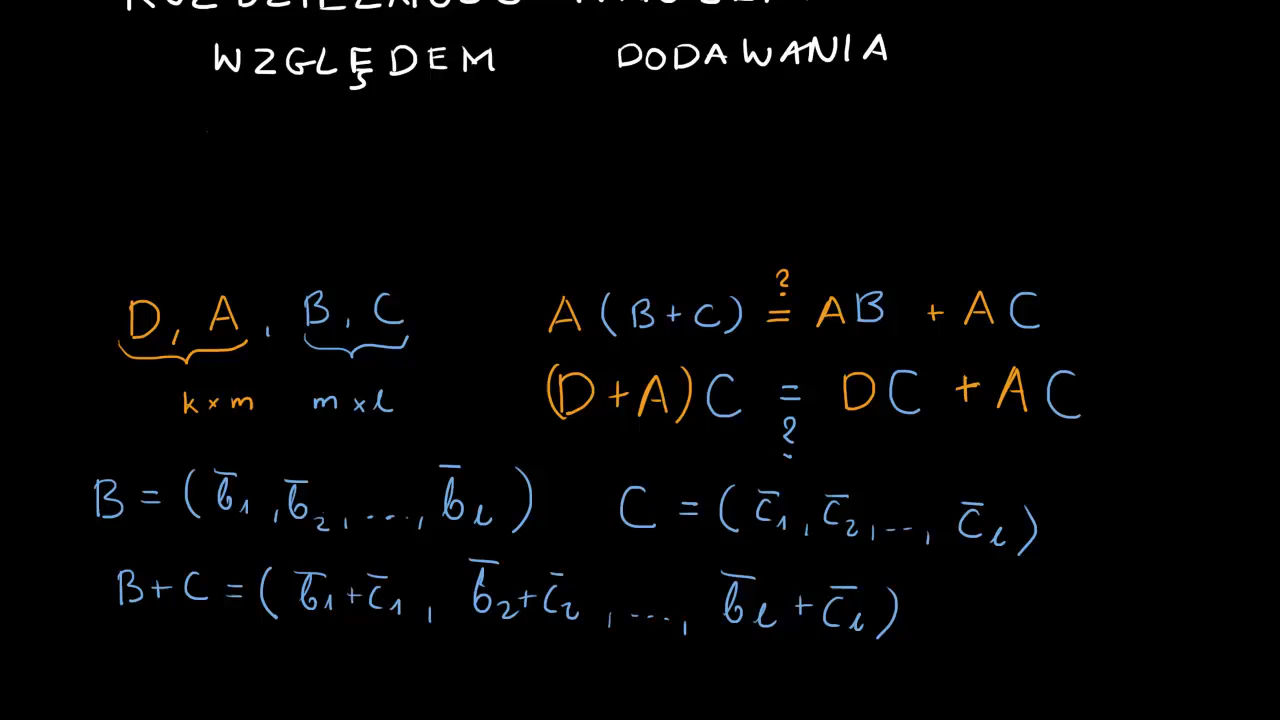 WZGLĘDEM DODAWANIA
D, A, B, C A(B+C) ?= AB + AC
k×m m×l (D+A)C =? DC + AC
B = (b̄₁, b̄₂, ..., b̄ₗ) C = (c̄₁, c̄₂, ..., c̄ₗ)
B+C = (b̄₁+c̄₁, b̄₂+c̄₂, ..., b̄ₗ+c̄ₗ)